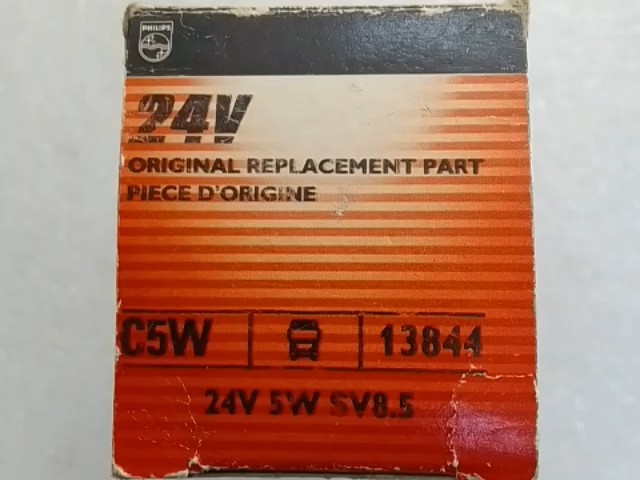 PHILIPS
24V
ORIGINAL REPLACEMENT PART
PIECE D'ORIGINE
C5W 13844
24V 5W SV8.5